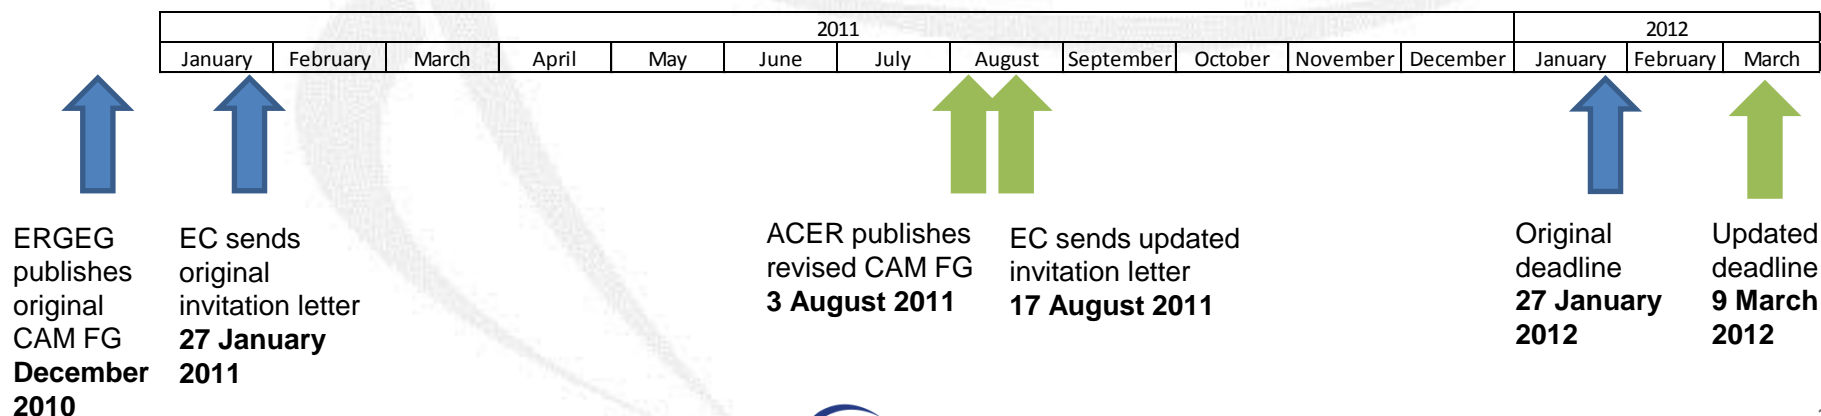 2011 2012
January February March April May June July August September October November December January February March
ERGEG
publishes
original
CAM FG
December
2010
EC sends
original
invitation letter
27 January
2011
ACER publishes
revised CAM FG
3 August 2011
EC sends updated
invitation letter
17 August 2011
Original
deadline
27 January
2012
Updated
deadline
9 March
2012